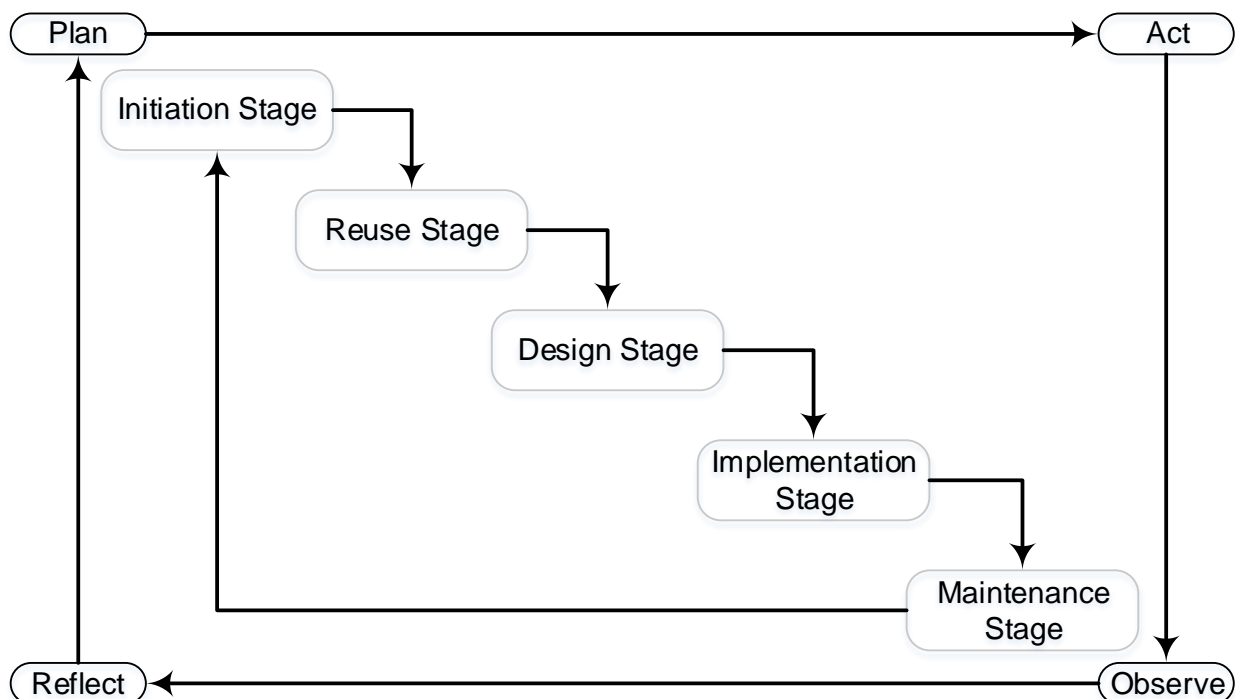 Plan
Act
Initiation Stage
Reuse Stage
Design Stage
Implementation
Stage
Maintenance
Stage
Reflect
Observe